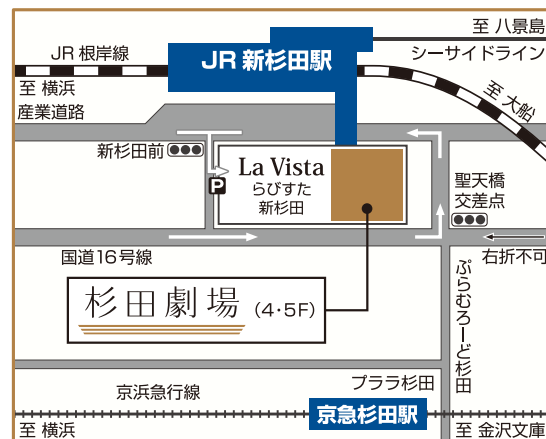 至 八景島
JR 根岸線
JR 新杉田駅
シーサイドライン
至 横浜
至 大船
産業道路
新杉田前
La Vista
らびすた
新杉田
P
聖天橋
交差点
国道16号線
右折不可
杉田劇場 (4・5F)
ぷらむろーど杉田
プララ杉田
京浜急行線
京急杉田駅
至 横浜
至 金沢文庫